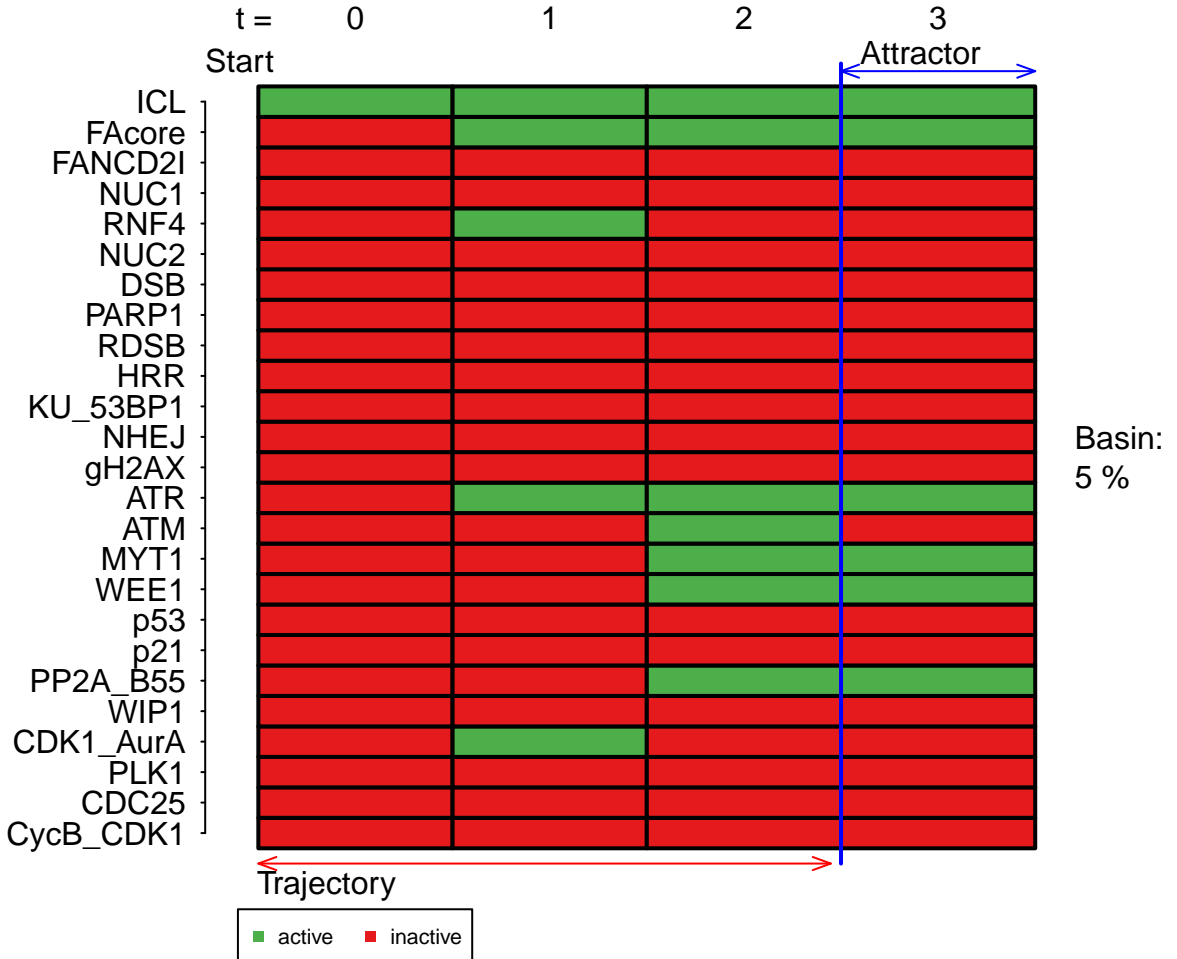 t = 0 1 2 3
Start
Attractor
ICL
FAcore
FANCD2I
NUC1
RNF4
NUC2
DSB
PARP1
RDSB
HRR
KU_53BP1
NHEJ
gH2AX
ATR
ATM
MYT1
WEE1
p53
p21
PP2A_B55
WIP1
CDK1_AurA
PLK1
CDC25
CycB_CDK1
Basin:
5 %
Trajectory
active inactive